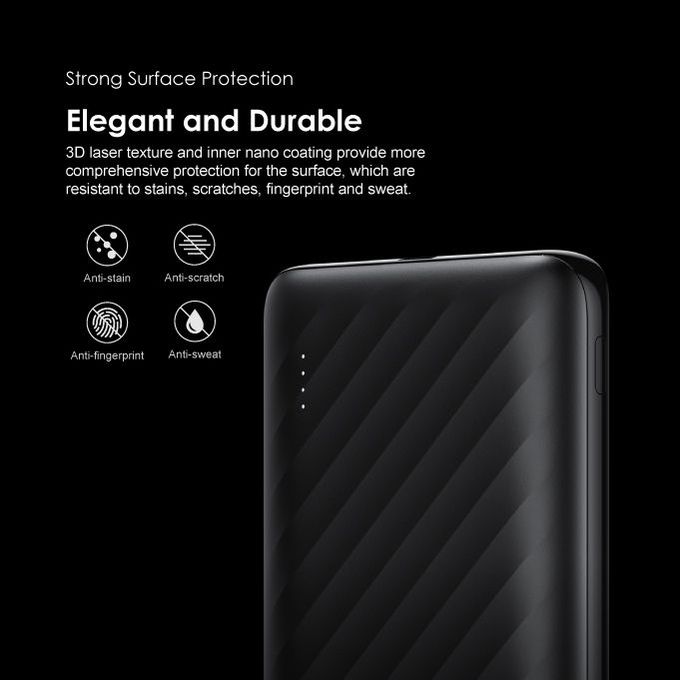 Strong Surface Protection
Elegant and Durable
3D laser texture and inner nano coating provide more
comprehensive protection for the surface, which are
resistant to stains, scratches, fingerprint and sweat.
Anti-stain
Anti-scratch
Anti-fingerprint
Anti-sweat